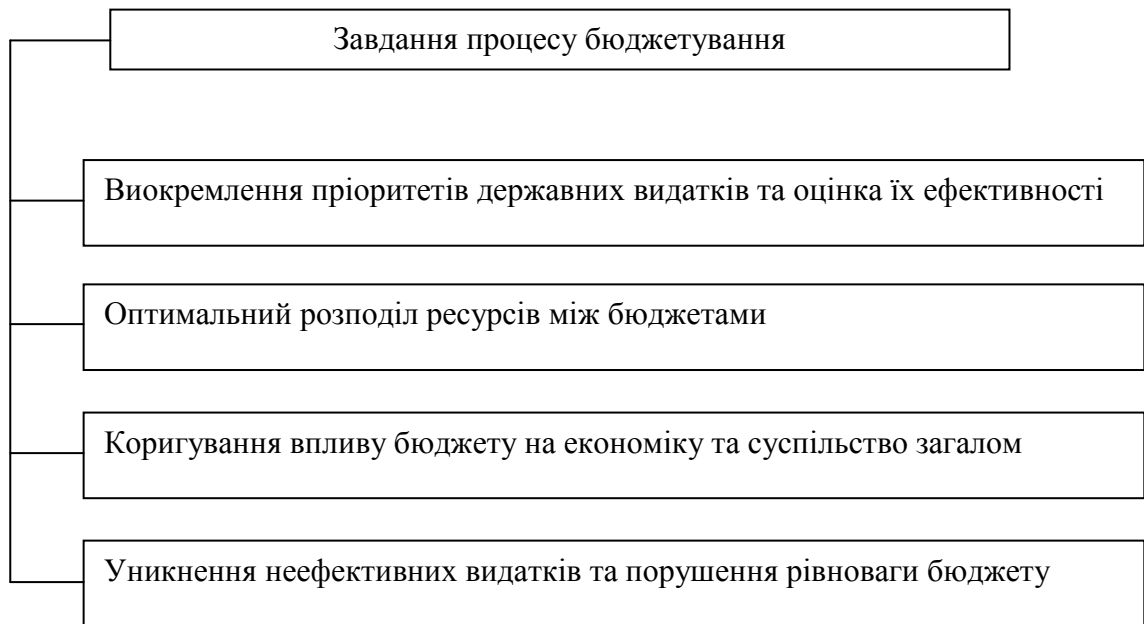 Завдання процесу бюджетування
Виокремлення пріоритетів державних видатків та оцінка їх ефективності
Оптимальний розподіл ресурсів між бюджетами
Коригування впливу бюджету на економіку та суспільство загалом
Уникнення неефективних видатків та порушення рівноваги бюджету